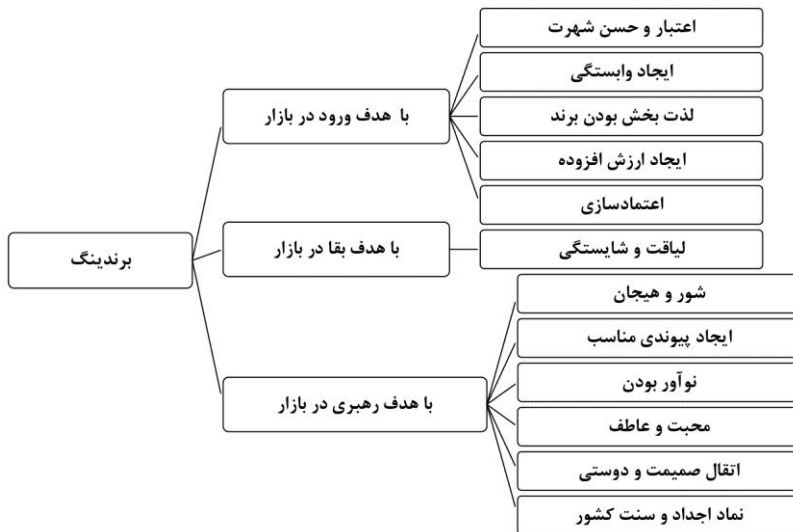 برندینگ
با هدف ورود در بازار
اعتبار و حسن شهرت
ایجاد وابستگی
لذت بخش بودن برند
ایجاد ارزش افزوده
اعتمادسازی
با هدف بقا در بازار
لیاقت و شایستگی
با هدف رهبری در بازار
شور و هیجان
ایجاد پیوندی مناسب
نوآور بودن
محبت و عاطف
اتقال صمیمت و دوستی
نماد اجداد و سنت کشور